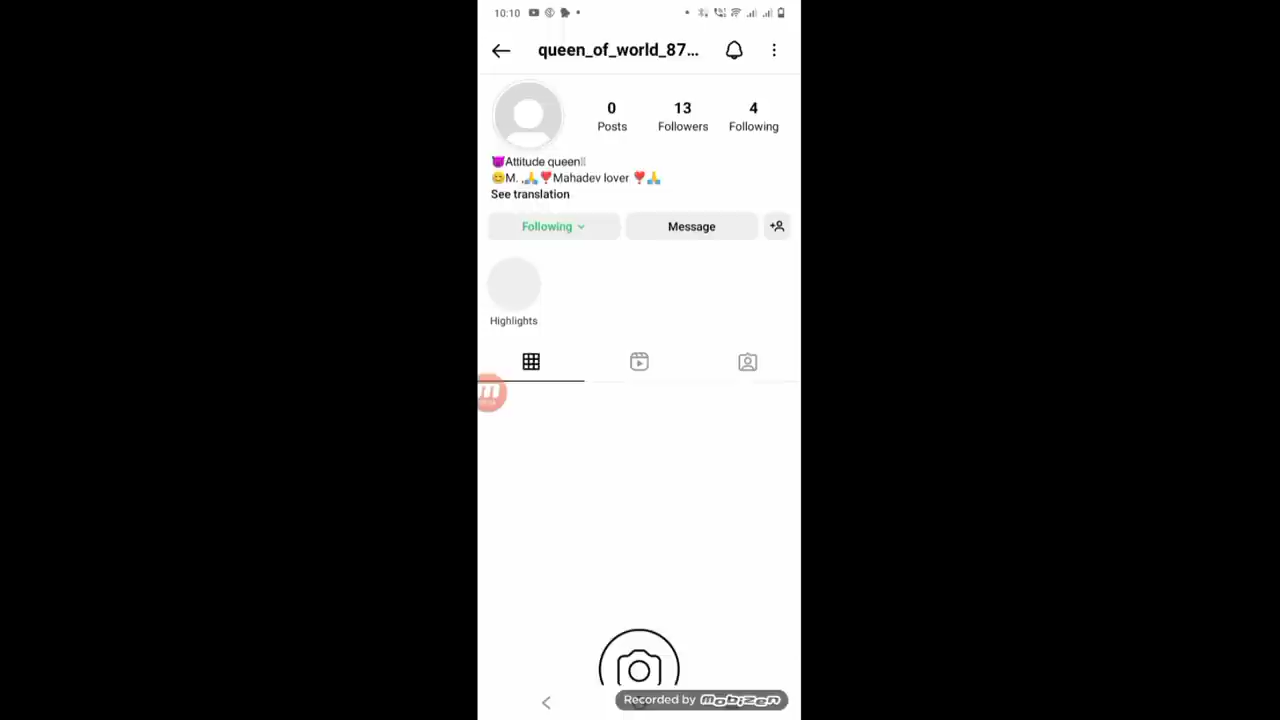 10:10
queen_of_world_87...
0 13 4
Posts Followers Following
😈Attitude queen
😊M. ,🙏❣️Mahadev lover ❣️🙏
See translation
Following Message
Highlights
Recorded by Mobizen